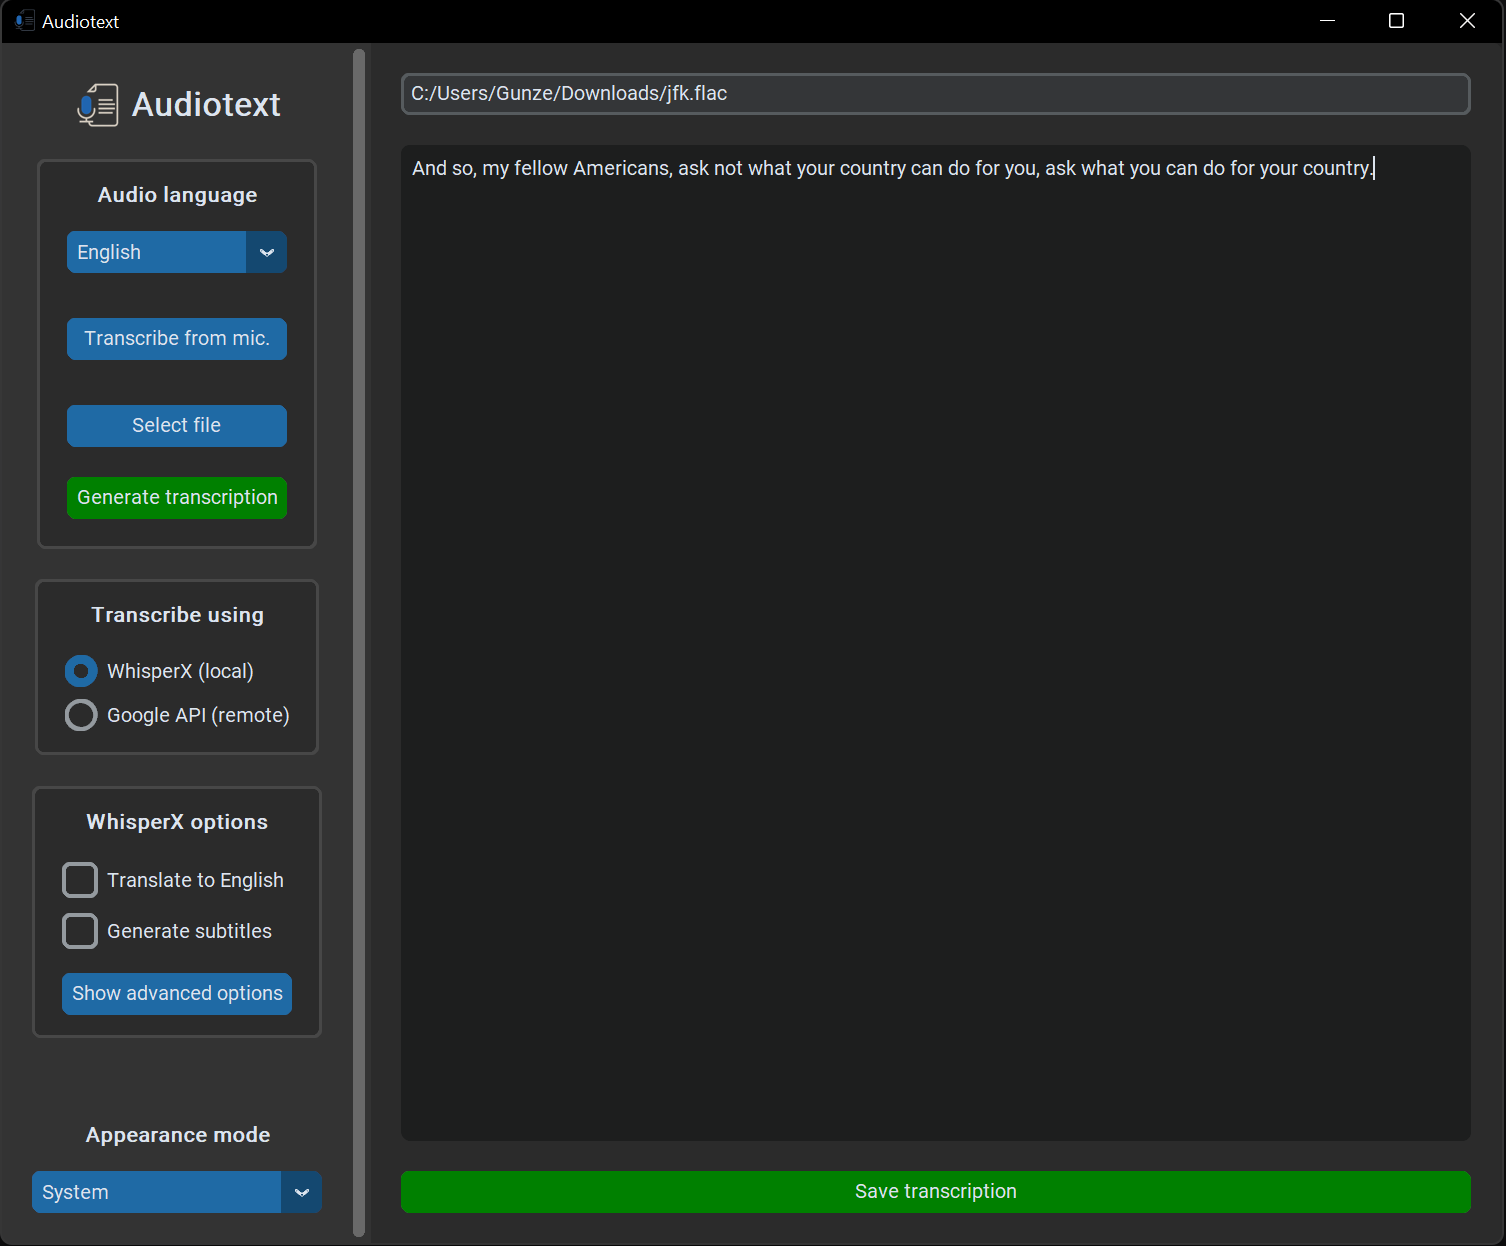 Audiotext
Audiotext
Audio language
English
Transcribe from mic.
Select file
Generate transcription
Transcribe using
WhisperX (local)
Google API (remote)
WhisperX options
Translate to English
Generate subtitles
Show advanced options
Appearance mode
System
C:/Users/Gunze/Downloads/jfk.flac
And so, my fellow Americans, ask not what your country can do for you, ask what you can do for your country.
Save transcription